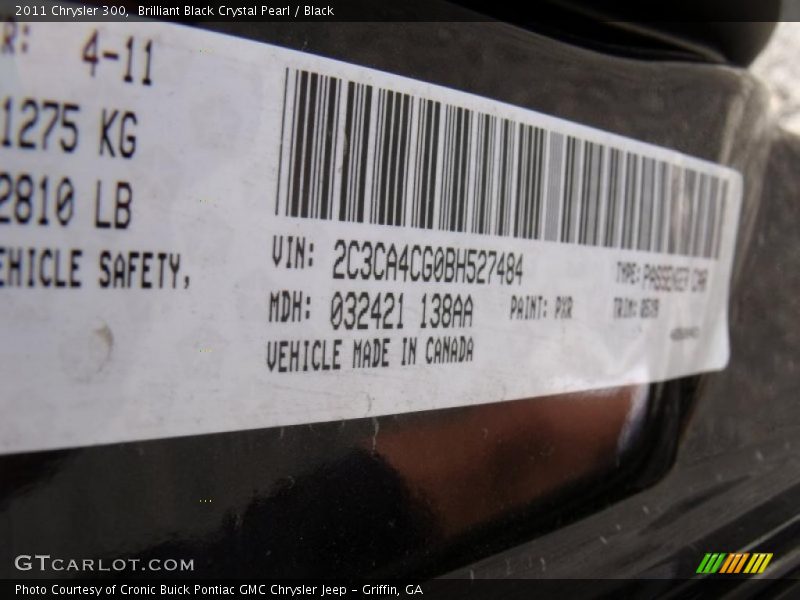 2011 Chrysler 300, Brilliant Black Crystal Pearl / Black
R: 4-11
1275 KG
2810 LB
EHICLE SAFETY,
VIN: 2C3CA4CG0BH527484 TYPE: PASSENGER CAR
MDH: 032421 138AA PAINT: PXR TRIM:
VEHICLE MADE IN CANADA
GTCARLOT.COM
Photo Courtesy of Cronic Buick Pontiac GMC Chrysler Jeep - Griffin, GA